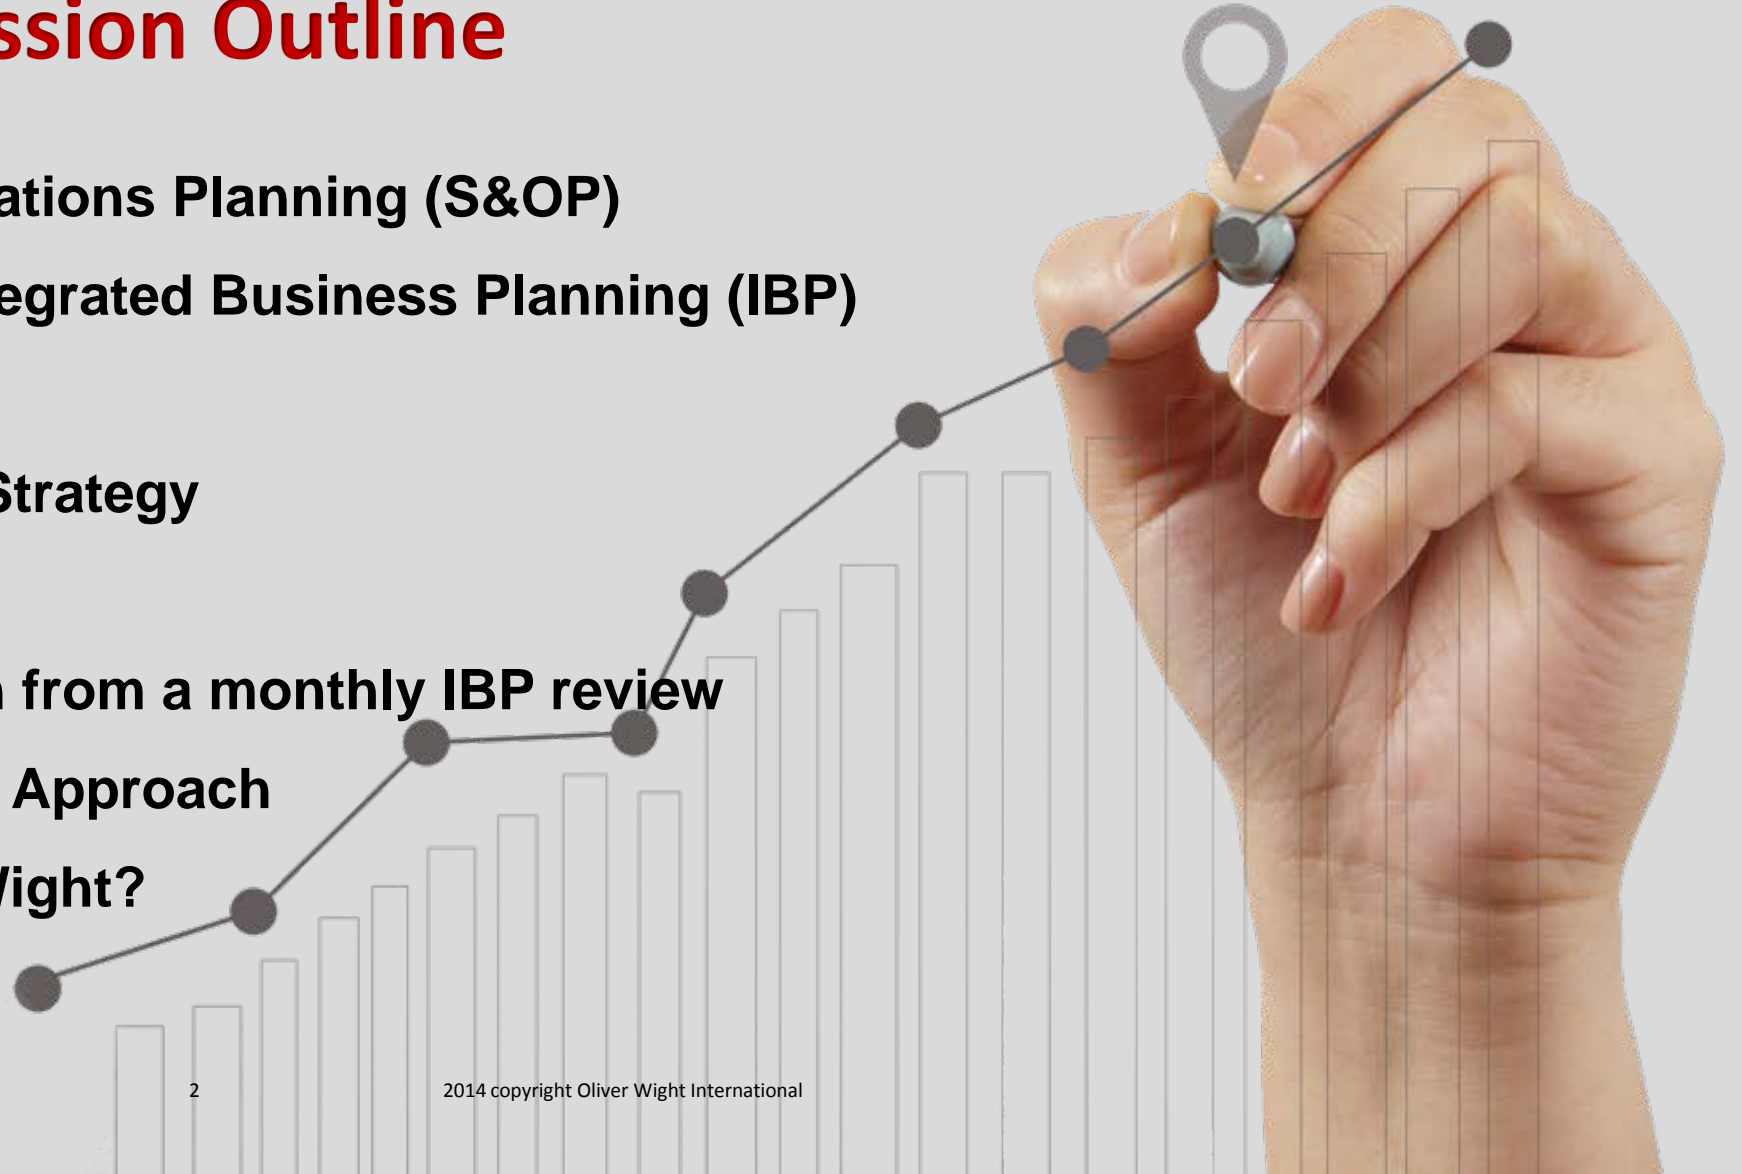 ssion Outline
ations Planning (S&OP)
egrated Business Planning (IBP)
Strategy
n from a monthly IBP review
Approach
Wight?
2 2014 copyright Oliver Wight International